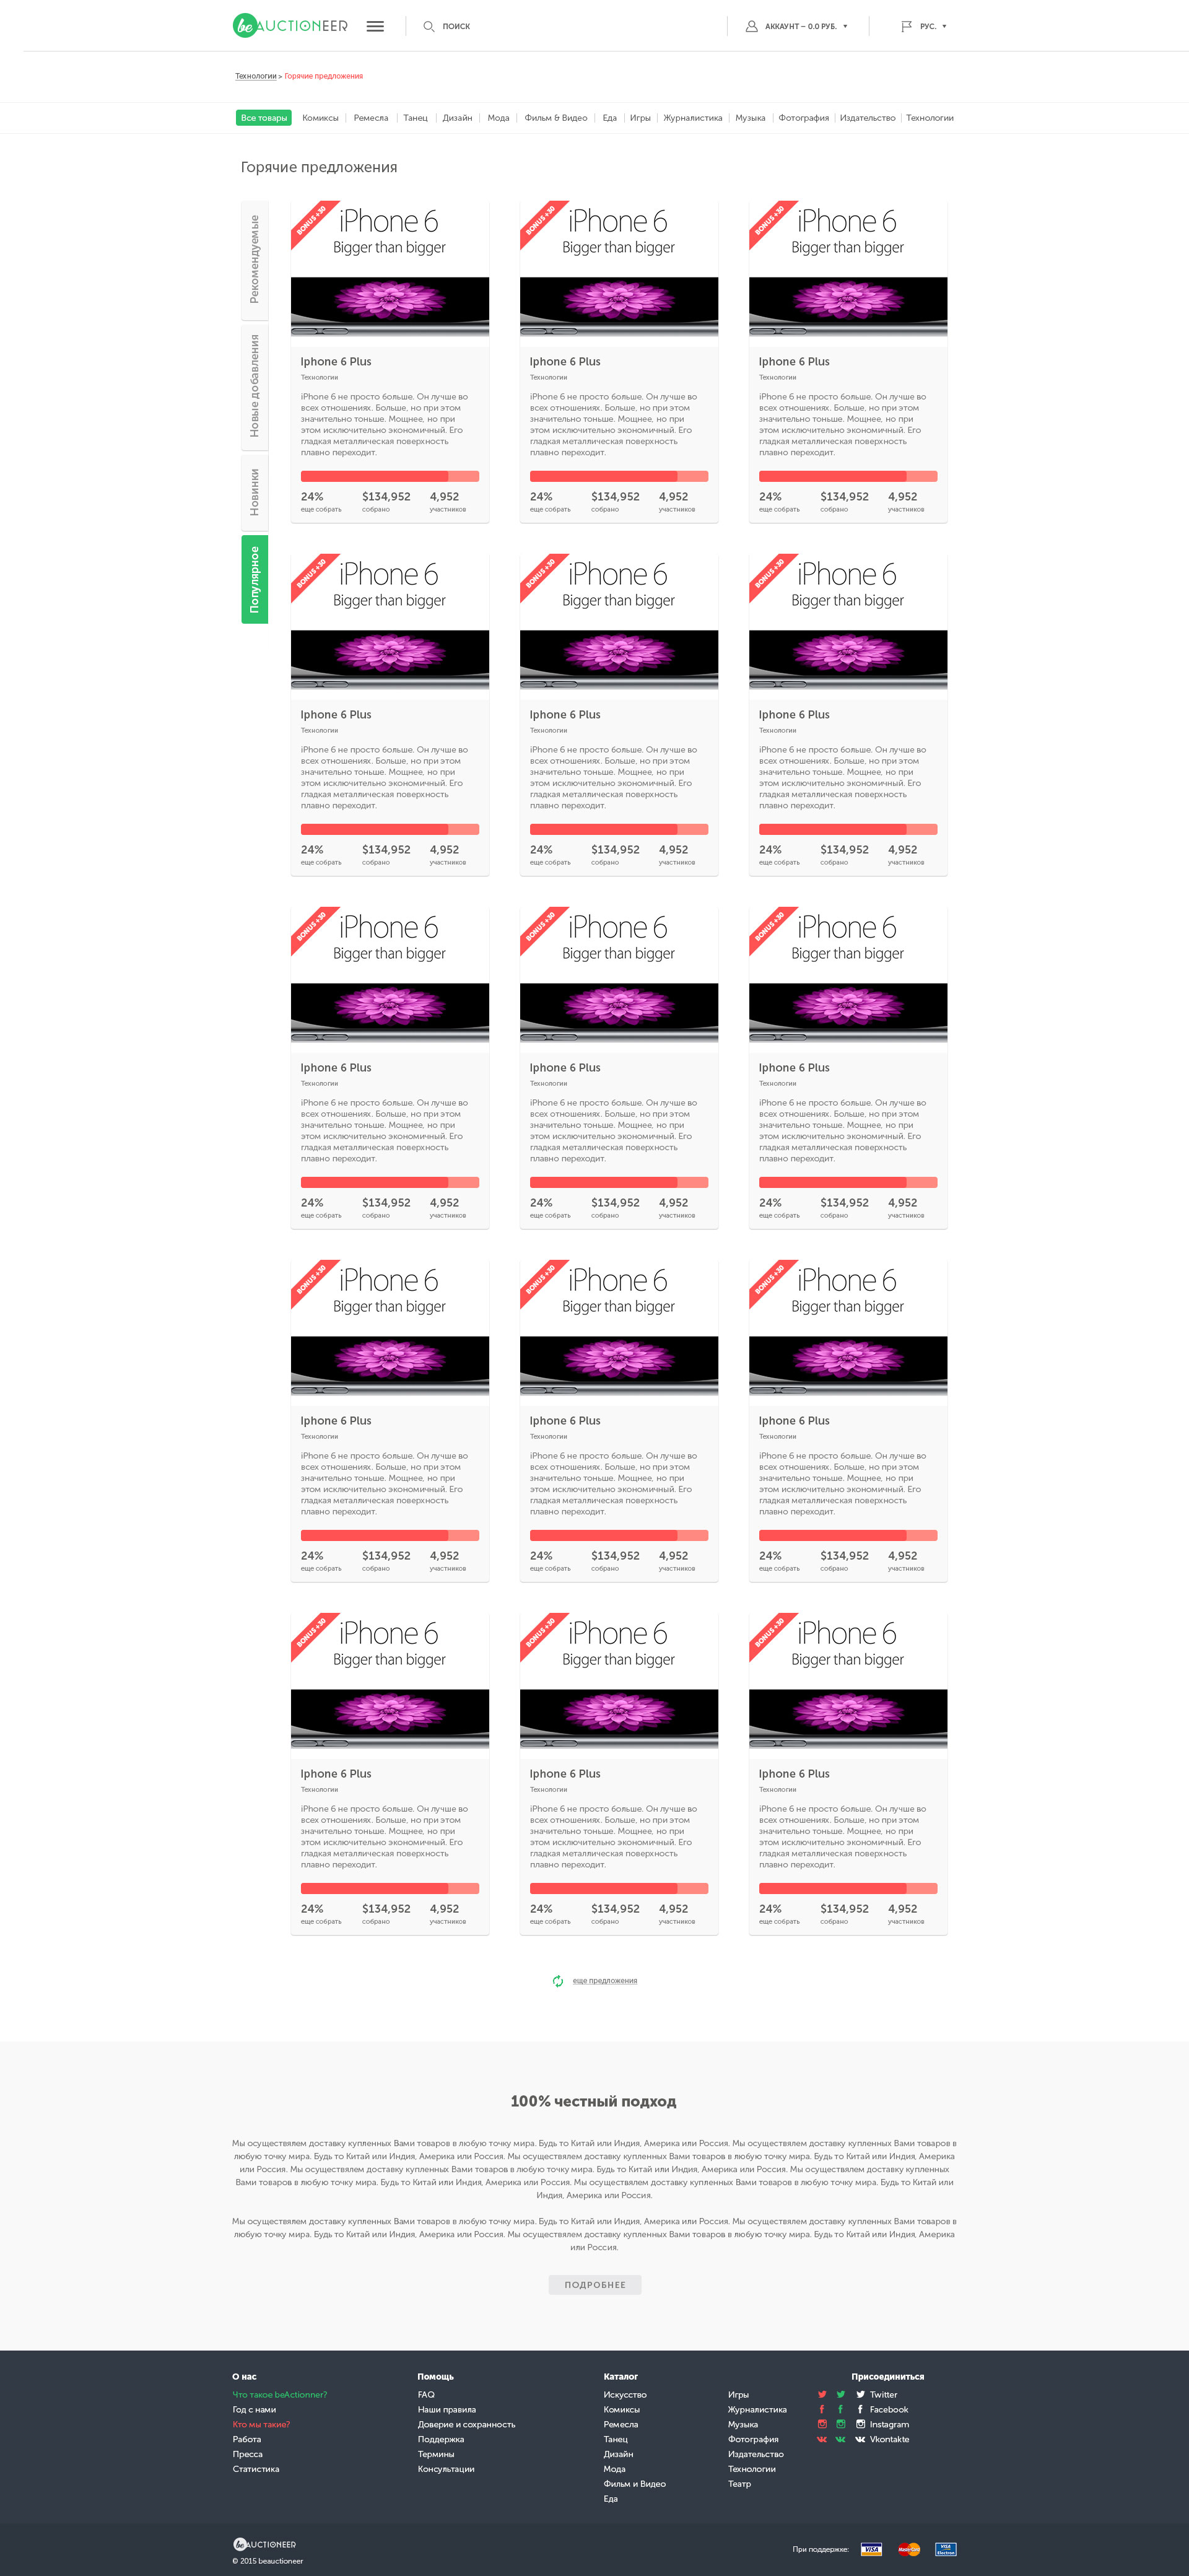 beAUCTIONEER
ПОИСК
АККАУНТ – 0.0 РУБ.
РУС.
Технологии > Горячие предложения
Все товары Комиксы Ремесла Танец Дизайн Мода Фильм & Видео Еда Игры Журналистика Музыка Фотография Издательство Технологии
Горячие предложения
Рекомендуемые
Новые добавления
Новинки
Популярное
BONUS +30 BONUS +30 BONUS +30
iPhone 6 iPhone 6 iPhone 6
Bigger than bigger Bigger than bigger Bigger than bigger
Iphone 6 Plus Iphone 6 Plus Iphone 6 Plus
Технологии Технологии Технологии
iPhone 6 не просто больше. Он лучше во iPhone 6 не просто больше. Он лучше во iPhone 6 не просто больше. Он лучше во
всех отношениях. Больше, но при этом всех отношениях. Больше, но при этом всех отношениях. Больше, но при этом
значительно тоньше. Мощнее, но при значительно тоньше. Мощнее, но при значительно тоньше. Мощнее, но при
этом исключительно экономичный. Его этом исключительно экономичный. Его этом исключительно экономичный. Его
гладкая металлическая поверхность гладкая металлическая поверхность гладкая металлическая поверхность
плавно переходит. плавно переходит. плавно переходит.
24% $134,952 4,952 24% $134,952 4,952 24% $134,952 4,952
еще собрать собрано участников еще собрать собрано участников еще собрать собрано участников
BONUS +30 BONUS +30 BONUS +30
iPhone 6 iPhone 6 iPhone 6
Bigger than bigger Bigger than bigger Bigger than bigger
Iphone 6 Plus Iphone 6 Plus Iphone 6 Plus
Технологии Технологии Технологии
iPhone 6 не просто больше. Он лучше во iPhone 6 не просто больше. Он лучше во iPhone 6 не просто больше. Он лучше во
всех отношениях. Больше, но при этом всех отношениях. Больше, но при этом всех отношениях. Больше, но при этом
значительно тоньше. Мощнее, но при значительно тоньше. Мощнее, но при значительно тоньше. Мощнее, но при
этом исключительно экономичный. Его этом исключительно экономичный. Его этом исключительно экономичный. Его
гладкая металлическая поверхность гладкая металлическая поверхность гладкая металлическая поверхность
плавно переходит. плавно переходит. плавно переходит.
24% $134,952 4,952 24% $134,952 4,952 24% $134,952 4,952
еще собрать собрано участников еще собрать собрано участников еще собрать собрано участников
BONUS +30 BONUS +30 BONUS +30
iPhone 6 iPhone 6 iPhone 6
Bigger than bigger Bigger than bigger Bigger than bigger
Iphone 6 Plus Iphone 6 Plus Iphone 6 Plus
Технологии Технологии Технологии
iPhone 6 не просто больше. Он лучше во iPhone 6 не просто больше. Он лучше во iPhone 6 не просто больше. Он лучше во
всех отношениях. Больше, но при этом всех отношениях. Больше, но при этом всех отношениях. Больше, но при этом
значительно тоньше. Мощнее, но при значительно тоньше. Мощнее, но при значительно тоньше. Мощнее, но при
этом исключительно экономичный. Его этом исключительно экономичный. Его этом исключительно экономичный. Его
гладкая металлическая поверхность гладкая металлическая поверхность гладкая металлическая поверхность
плавно переходит. плавно переходит. плавно переходит.
24% $134,952 4,952 24% $134,952 4,952 24% $134,952 4,952
еще собрать собрано участников еще собрать собрано участников еще собрать собрано участников
BONUS +30 BONUS +30 BONUS +30
iPhone 6 iPhone 6 iPhone 6
Bigger than bigger Bigger than bigger Bigger than bigger
Iphone 6 Plus Iphone 6 Plus Iphone 6 Plus
Технологии Технологии Технологии
iPhone 6 не просто больше. Он лучше во iPhone 6 не просто больше. Он лучше во iPhone 6 не просто больше. Он лучше во
всех отношениях. Больше, но при этом всех отношениях. Больше, но при этом всех отношениях. Больше, но при этом
значительно тоньше. Мощнее, но при значительно тоньше. Мощнее, но при значительно тоньше. Мощнее, но при
этом исключительно экономичный. Его этом исключительно экономичный. Его этом исключительно экономичный. Его
гладкая металлическая поверхность гладкая металлическая поверхность гладкая металлическая поверхность
плавно переходит. плавно переходит. плавно переходит.
24% $134,952 4,952 24% $134,952 4,952 24% $134,952 4,952
еще собрать собрано участников еще собрать собрано участников еще собрать собрано участников
BONUS +30 BONUS +30 BONUS +30
iPhone 6 iPhone 6 iPhone 6
Bigger than bigger Bigger than bigger Bigger than bigger
Iphone 6 Plus Iphone 6 Plus Iphone 6 Plus
Технологии Технологии Технологии
iPhone 6 не просто больше. Он лучше во iPhone 6 не просто больше. Он лучше во iPhone 6 не просто больше. Он лучше во
всех отношениях. Больше, но при этом всех отношениях. Больше, но при этом всех отношениях. Больше, но при этом
значительно тоньше. Мощнее, но при значительно тоньше. Мощнее, но при значительно тоньше. Мощнее, но при
этом исключительно экономичный. Его этом исключительно экономичный. Его этом исключительно экономичный. Его
гладкая металлическая поверхность гладкая металлическая поверхность гладкая металлическая поверхность
плавно переходит. плавно переходит. плавно переходит.
24% $134,952 4,952 24% $134,952 4,952 24% $134,952 4,952
еще собрать собрано участников еще собрать собрано участников еще собрать собрано участников
еще предложения
100% честный подход
Мы осуществялем доставку купленных Вами товаров в любую точку мира. Будь то Китай или Индия, Америка или Россия. Мы осуществялем доставку купленных Вами товаров в
любую точку мира. Будь то Китай или Индия, Америка или Россия. Мы осуществялем доставку купленных Вами товаров в любую точку мира. Будь то Китай или Индия, Америка
или Россия. Мы осуществялем доставку купленных Вами товаров в любую точку мира. Будь то Китай или Индия, Америка или Россия. Мы осуществялем доставку купленных
Вами товаров в любую точку мира. Будь то Китай или Индия, Америка или Россия. Мы осуществялем доставку купленных Вами товаров в любую точку мира. Будь то Китай или
Индия, Америка или Россия.
Мы осуществялем доставку купленных Вами товаров в любую точку мира. Будь то Китай или Индия, Америка или Россия. Мы осуществялем доставку купленных Вами товаров в
любую точку мира. Будь то Китай или Индия, Америка или Россия. Мы осуществялем доставку купленных Вами товаров в любую точку мира. Будь то Китай или Индия, Америка
или Россия.
ПОДРОБНЕЕ
О нас
Что такое beActionner?
Год с нами
Кто мы такие?
Работа
Пресса
Статистика
Помощь
FAQ
Наши правила
Доверие и сохранность
Поддержка
Термины
Консультации
Каталог
Искусство
Комиксы
Ремесла
Танец
Дизайн
Мода
Фильм и Видео
Еда
Игры
Журналистика
Музыка
Фотография
Издательство
Технологии
Театр
Присоединиться
Twitter
Facebook
Instagram
Vkontakte
beAUCTIONEER
© 2015 beauctioneer
При поддержке: VISA MasterCard VISA Electron